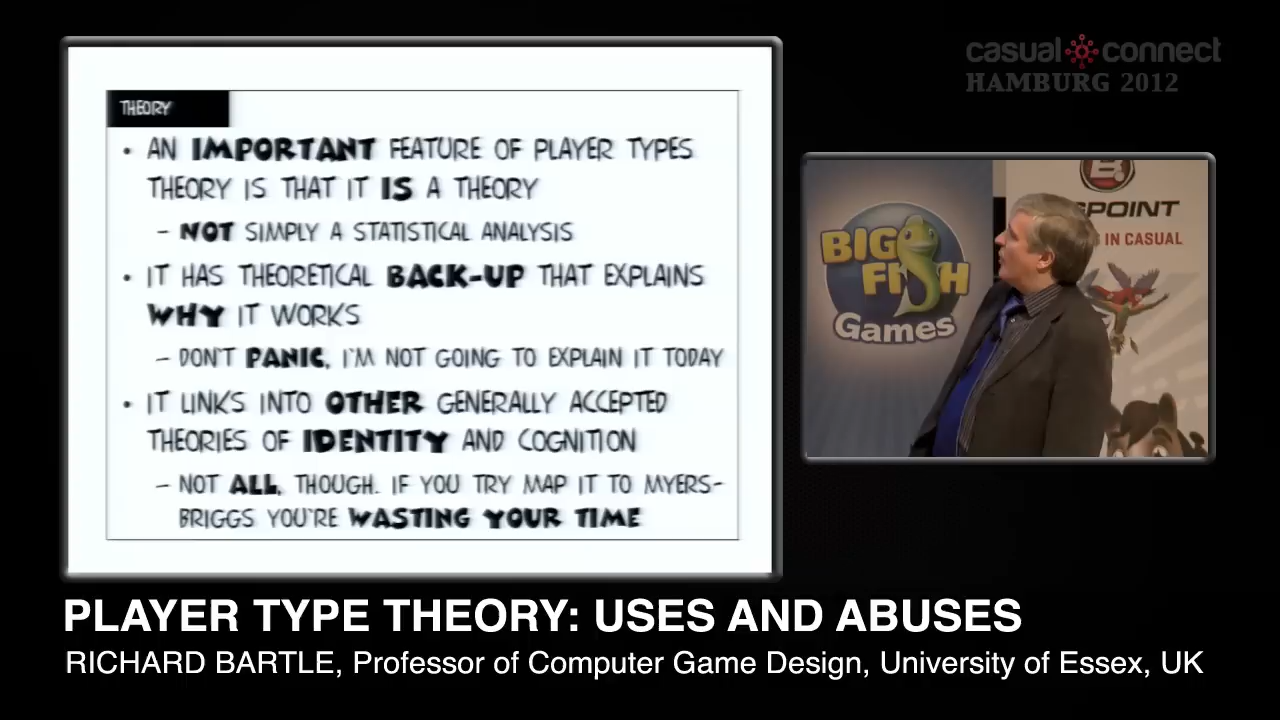 casual connect
HAMBURG 2012
THEORY
• AN IMPORTANT FEATURE OF PLAYER TYPES
THEORY IS THAT IT IS A THEORY
– NOT SIMPLY A STATISTICAL ANALYSIS
• IT HAS THEORETICAL BACK-UP THAT EXPLAINS
WHY IT WORKS
– DON'T PANIC, I'M NOT GOING TO EXPLAIN IT TODAY
• IT LINKS INTO OTHER GENERALLY ACCEPTED
THEORIES OF IDENTITY AND COGNITION
– NOT ALL, THOUGH. IF YOU TRY MAP IT TO MYERS-
BRIGGS YOU'RE WASTING YOUR TIME
BIG
FISH
Games
POINT
IN CASUAL
PLAYER TYPE THEORY: USES AND ABUSES
RICHARD BARTLE, Professor of Computer Game Design, University of Essex, UK